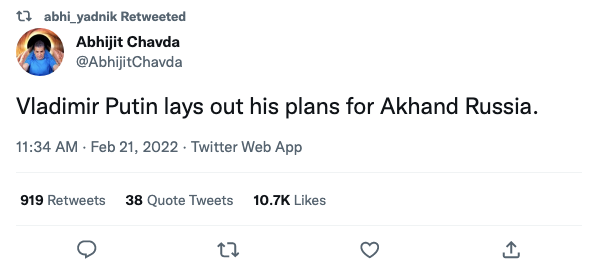 abhi_yadnik Retweeted
Abhijit Chavda
@AbhijitChavda
Vladimir Putin lays out his plans for Akhand Russia.
11:34 AM · Feb 21, 2022 · Twitter Web App
919 Retweets 38 Quote Tweets 10.7K Likes